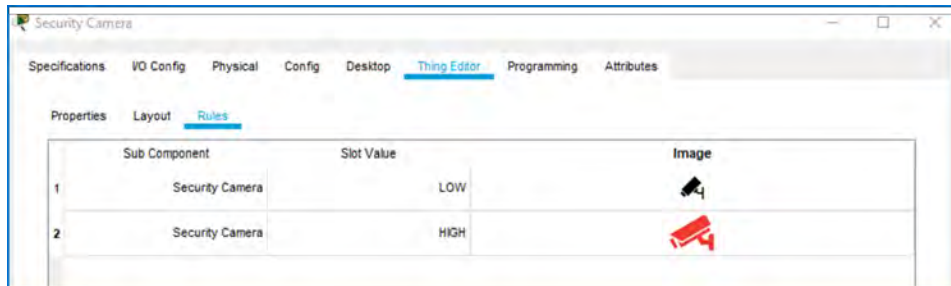 Security Camera
Specifications I/O Config Physical Config Desktop Thing Editor Programming Attributes
Properties Layout Rules
Sub Component Slot Value Image
1 Security Camera LOW
2 Security Camera HIGH